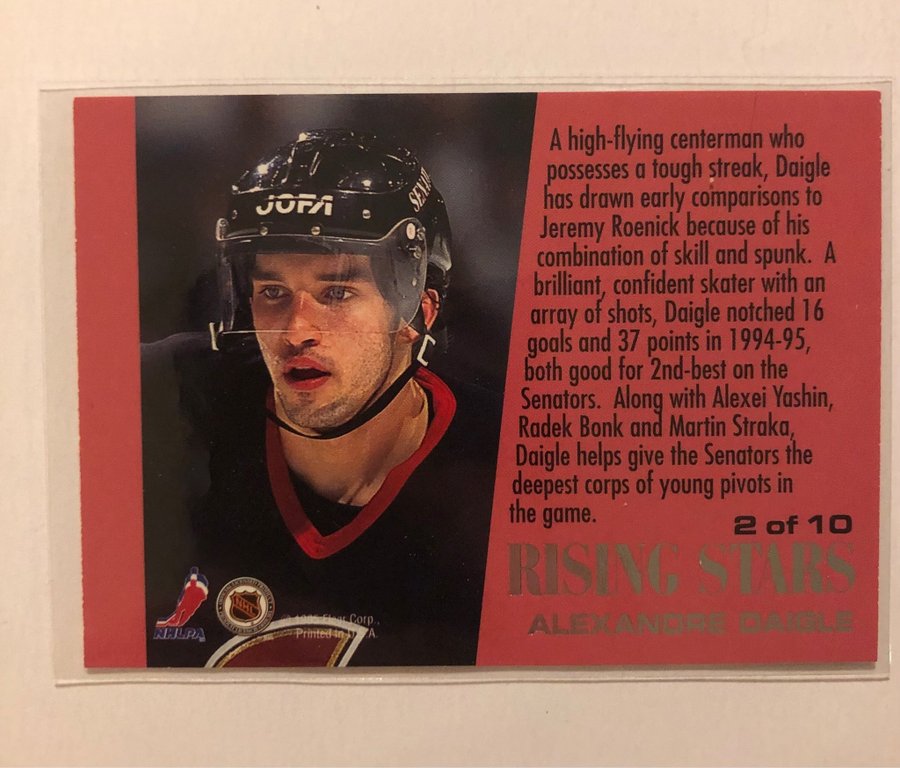 JOFA
SENAT
A high-flying centerman who
possesses a tough streak, Daigle
has drawn early comparisons to
Jeremy Roenick because of his
combination of skill and spunk. A
brilliant, confident skater with an
array of shots, Daigle notched 16
goals and 37 points in 1994-95,
both good for 2nd-best on the
Senators. Along with Alexei Yashin,
Radek Bonk and Martin Straka,
Daigle helps give the Senators the
deepest corps of young pivots in
the game.
2 of 10
RISING STARS
ALEXANDRE DAIGLE
NHLPA
NHL
© 1995 Fleer Corp.,
Printed in U.S.A.